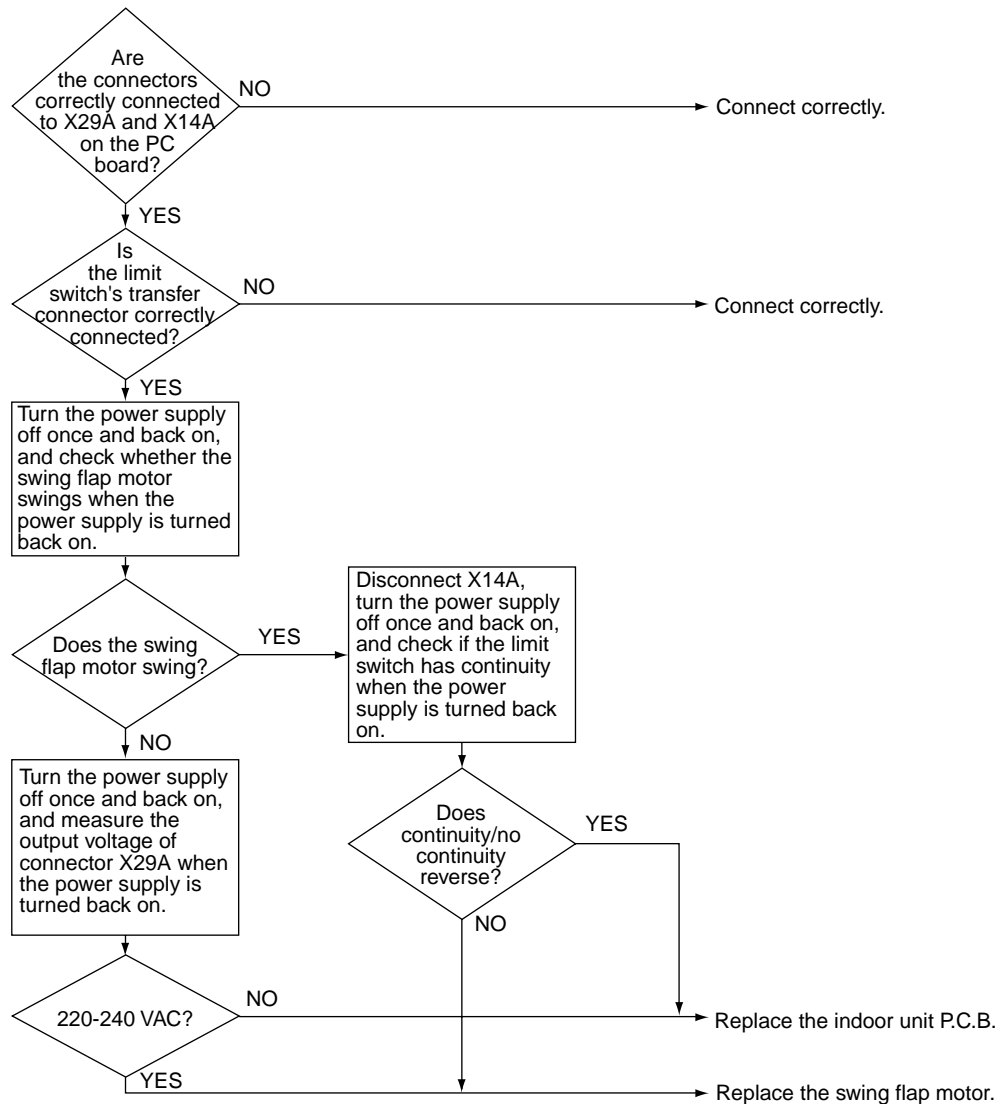 Are
the connectors
correctly connected
to X29A and X14A
on the PC
board?
NO
Connect correctly.
YES
Is
the limit
switch's transfer
connector correctly
connected?
NO
Connect correctly.
YES
Turn the power supply
off once and back on,
and check whether the
swing flap motor
swings when the
power supply is turned
back on.
Does the swing
flap motor swing?
YES
Disconnect X14A,
turn the power supply
off once and back on,
and check if the limit
switch has continuity
when the power
supply is turned back
on.
NO
Turn the power supply
off once and back on,
and measure the
output voltage of
connector X29A when
the power supply is
turned back on.
Does
continuity/no
continuity
reverse?
YES
NO
220-240 VAC?
NO
Replace the indoor unit P.C.B.
YES
Replace the swing flap motor.